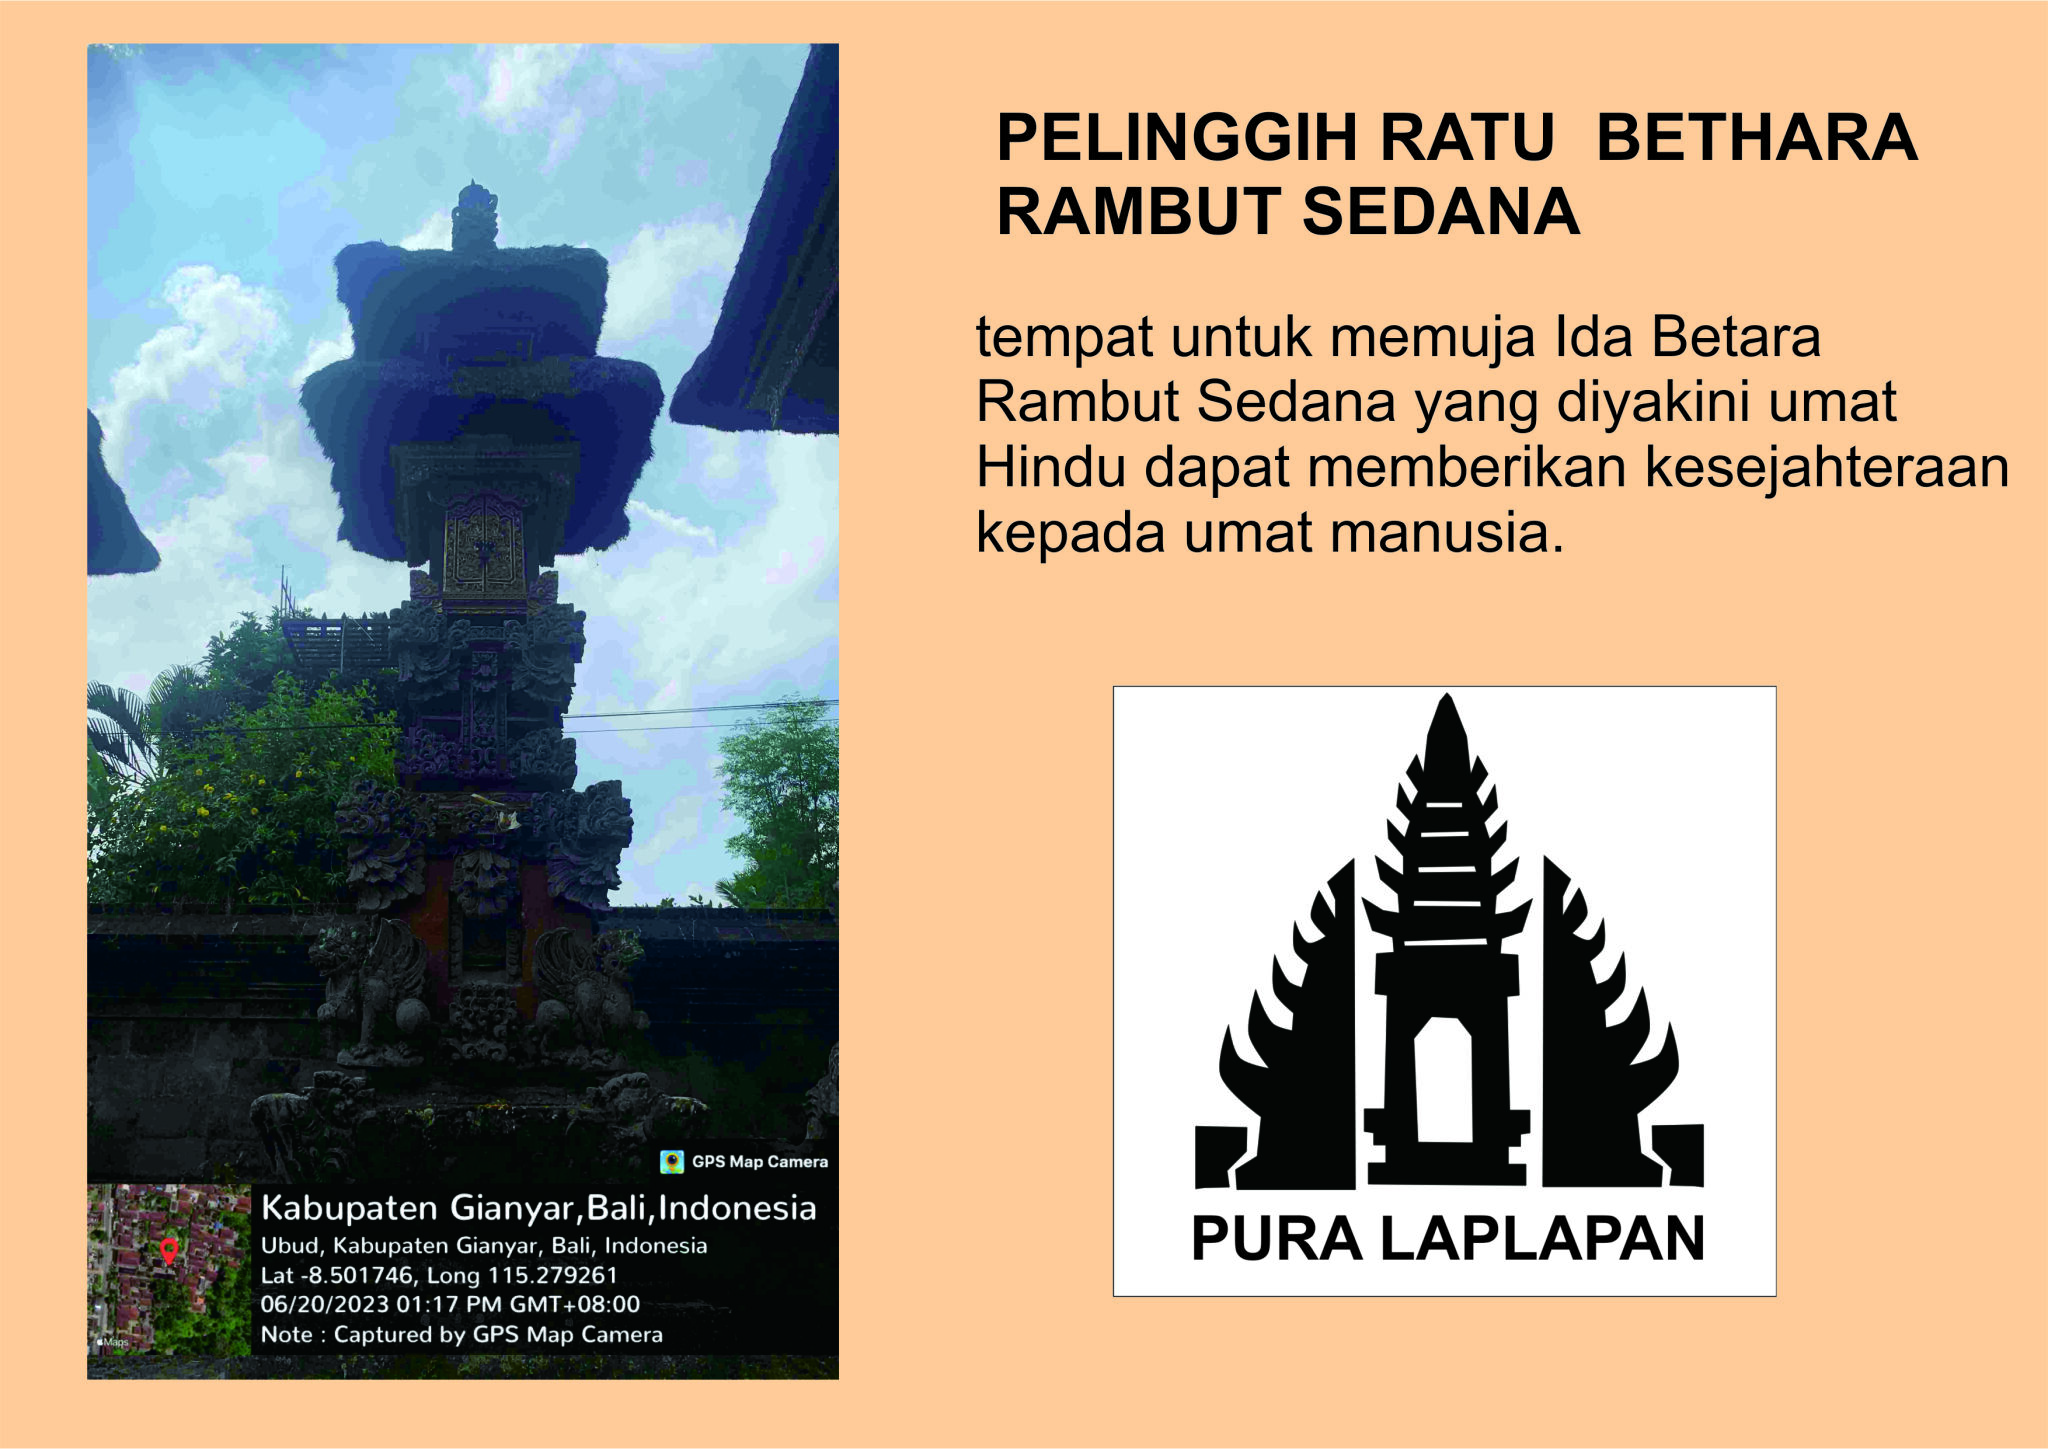 PELINGGIH RATU  BETHARA
RAMBUT SEDANA
tempat untuk memuja Ida Betara
Rambut Sedana yang diyakini umat
Hindu dapat memberikan kesejahteraan
kepada umat manusia.
GPS Map Camera
Kabupaten Gianyar,Bali,Indonesia
Ubud, Kabupaten Gianyar, Bali, Indonesia
Lat -8.501746, Long 115.279261
06/20/2023 01:17 PM GMT+08:00
Note : Captured by GPS Map Camera
Maps
PURA LAPLAPAN